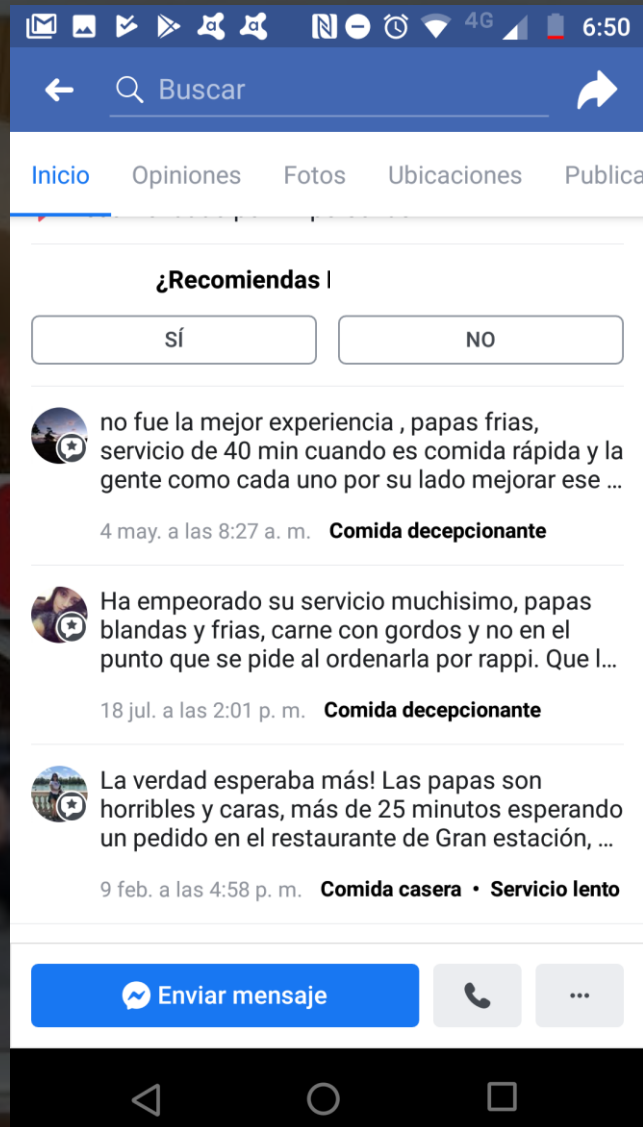 4G
6:50
Buscar
Inicio Opiniones Fotos Ubicaciones Publica
¿Recomiendas
SÍ NO
no fue la mejor experiencia , papas frias,
servicio de 40 min cuando es comida rápida y la
gente como cada uno por su lado mejorar ese ...
4 may. a las 8:27 a. m. Comida decepcionante
Ha empeorado su servicio muchisimo, papas
blandas y frias, carne con gordos y no en el
punto que se pide al ordenarla por rappi. Que l...
18 jul. a las 2:01 p. m. Comida decepcionante
La verdad esperaba más! Las papas son
horribles y caras, más de 25 minutos esperando
un pedido en el restaurante de Gran estación, ...
9 feb. a las 4:58 p. m. Comida casera • Servicio lento
Enviar mensaje